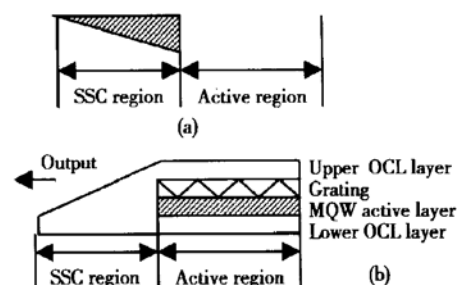 SSC region Active region
(a)
Output
Upper OCL layer
Grating
MQW active layer
Lower OCL layer
SSC region Active region (b)